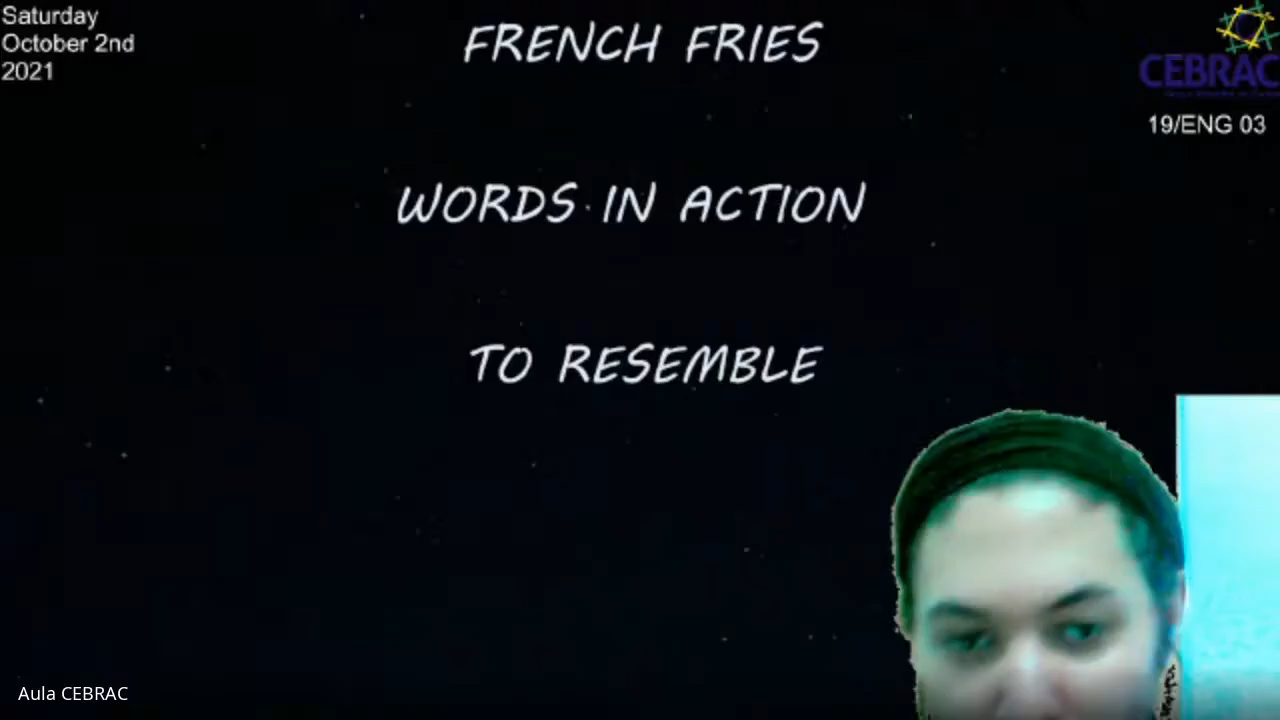 Saturday
October 2nd
2021
FRENCH FRIES
CEBRAC
19/ENG 03
WORDS IN ACTION
TO RESEMBLE
Aula CEBRAC